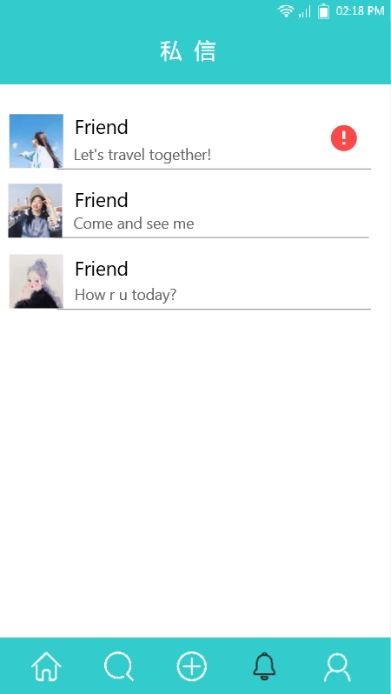 02:18 PM
私信
Friend
Let's travel together!
Friend
Come and see me
Friend
How r u today?